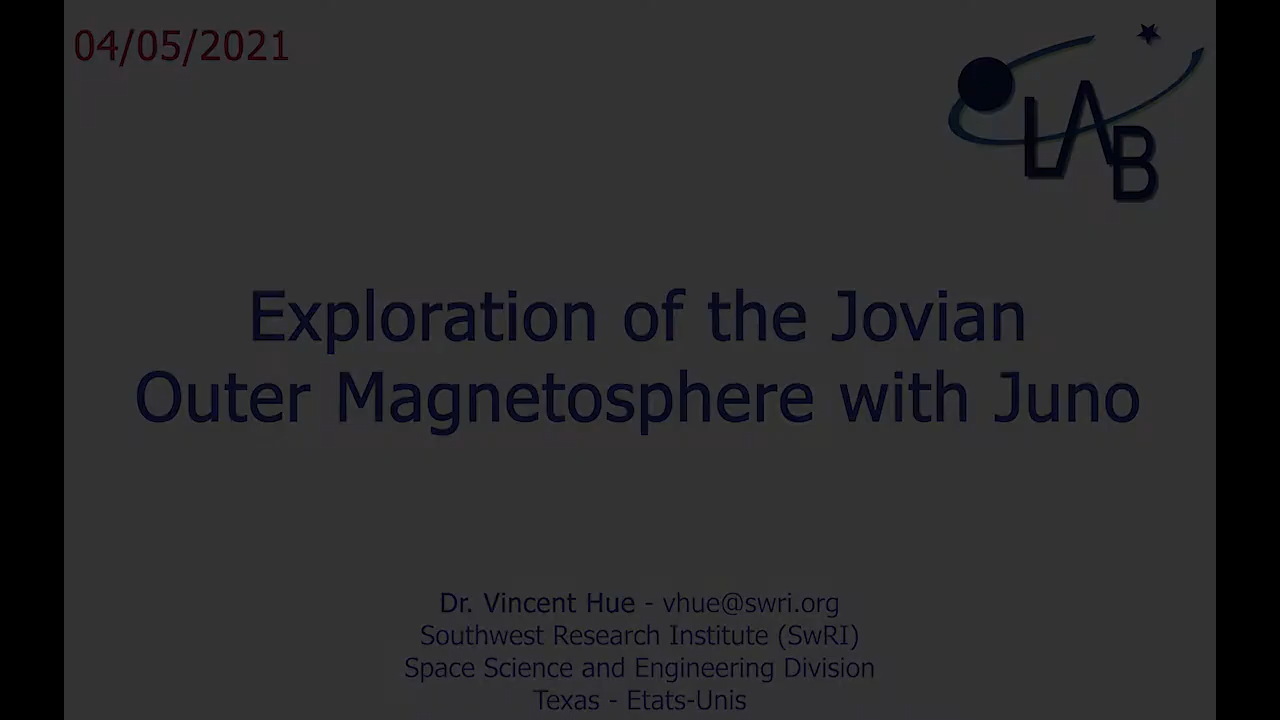 04/05/2021
LAB
Exploration of the Jovian
Outer Magnetosphere with Juno
Dr. Vincent Hue - vhue@swri.org
Southwest Research Institute (SwRI)
Space Science and Engineering Division
Texas - Etats-Unis